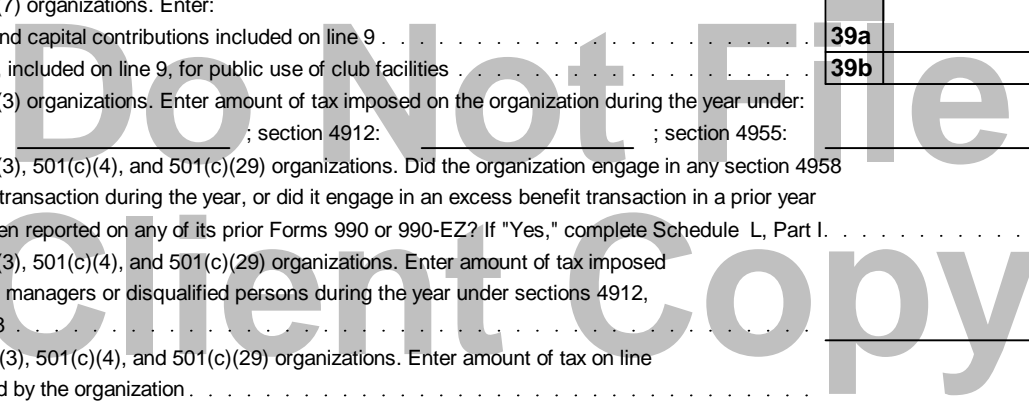 (7) organizations. Enter:
nd capital contributions included on line 9 . . . . . . . . . . . . . . . . . . . . . . . 39a
, included on line 9, for public use of club facilities . . . . . . . . . . . . . . . . . . . 39b
(3) organizations. Enter amount of tax imposed on the organization during the year under:
; section 4912: ; section 4955:
Do Not File
(3), 501(c)(4), and 501(c)(29) organizations. Did the organization engage in any section 4958
transaction during the year, or did it engage in an excess benefit transaction in a prior year
en reported on any of its prior Forms 990 or 990-EZ? If "Yes," complete Schedule L, Part I. . . . . . . . . . .
(3), 501(c)(4), and 501(c)(29) organizations. Enter amount of tax imposed
managers or disqualified persons during the year under sections 4912,
Client Copy
. . . . . . . . . . . . . . . . . . . . . . . . . . . . . . . . . . . . . . . . . .
(3), 501(c)(4), and 501(c)(29) organizations. Enter amount of tax on line
d by the organization . . . . . . . . . . . . . . . . . . . . . . . . . . . . . . . . .